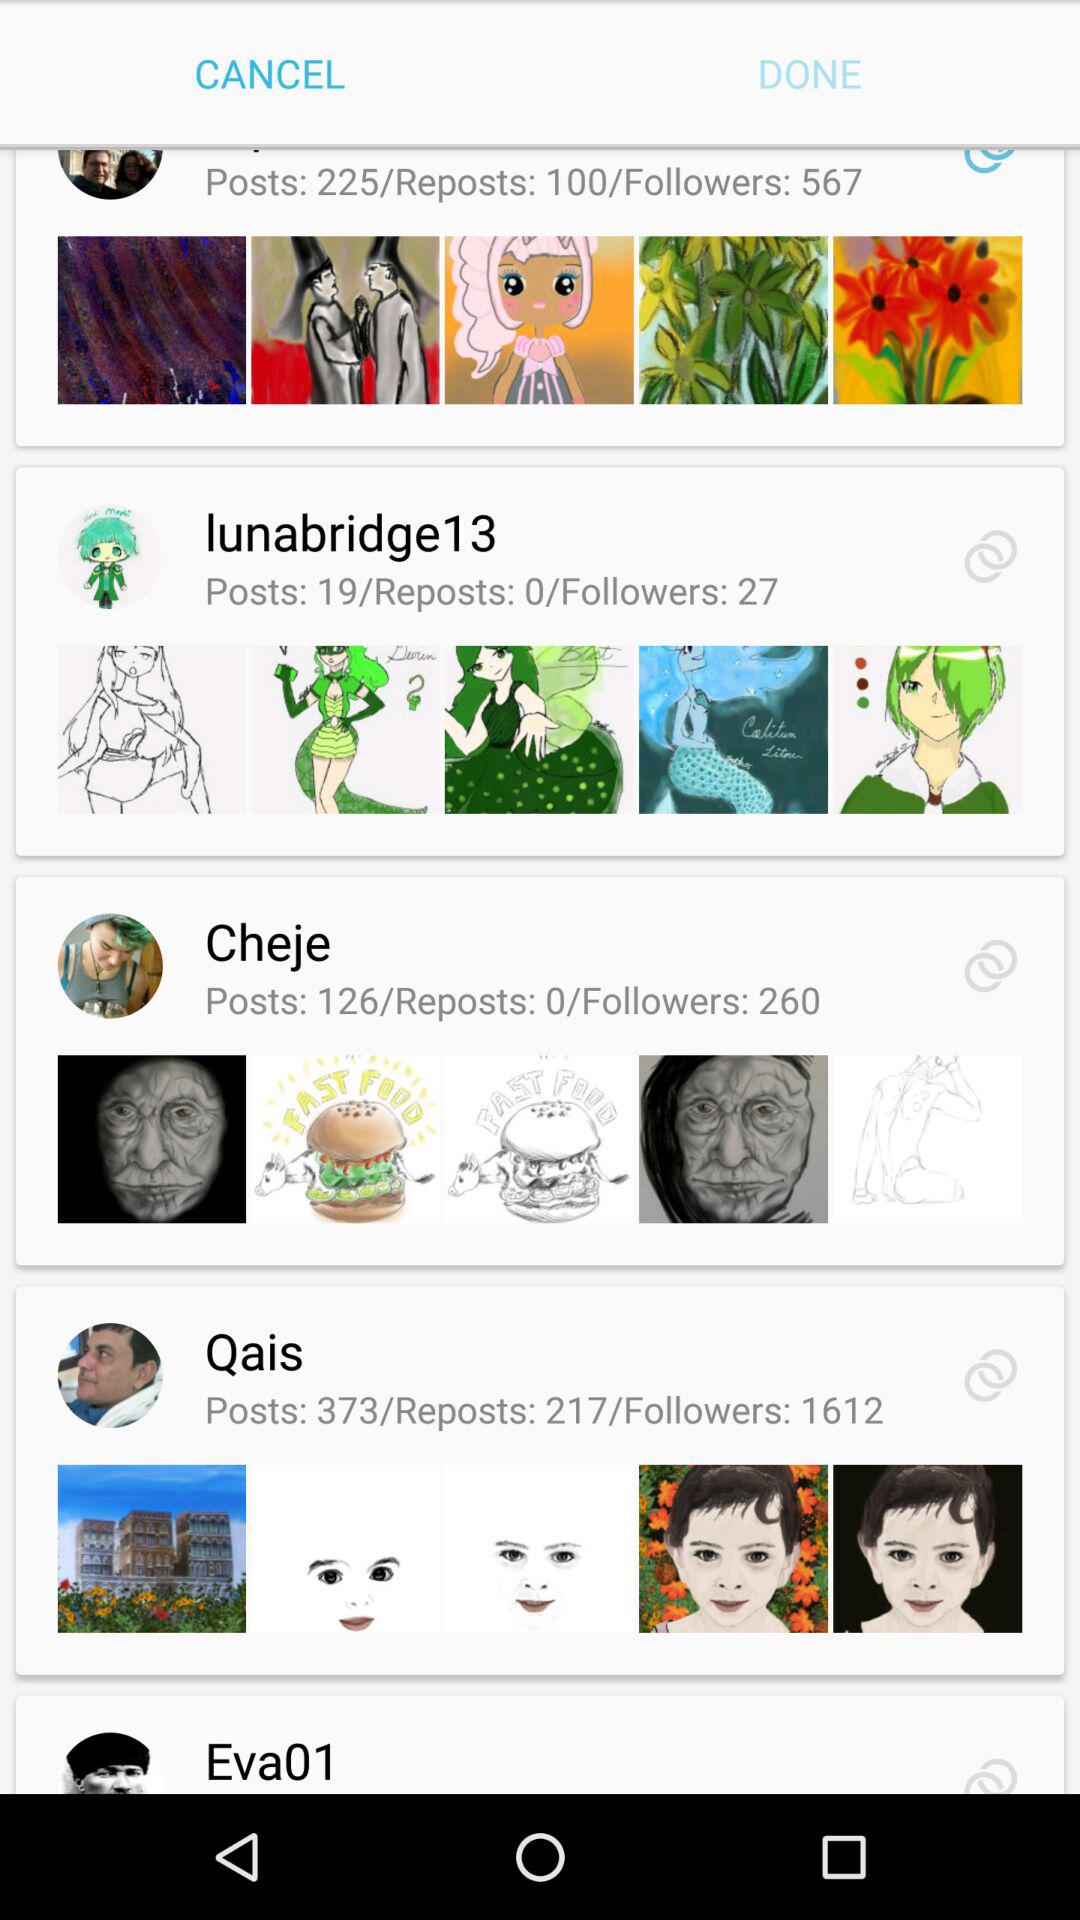 CANCEL
DONE
Posts: 225/Reposts: 100/Followers: 567
lunabridge13
Posts: 19/Reposts: 0/Followers: 27
Cheje
Posts: 126/Reposts: 0/Followers: 260
FAST FOOD
FAST FOOD
Qais
Posts: 373/Reposts: 217/Followers: 1612
Eva01